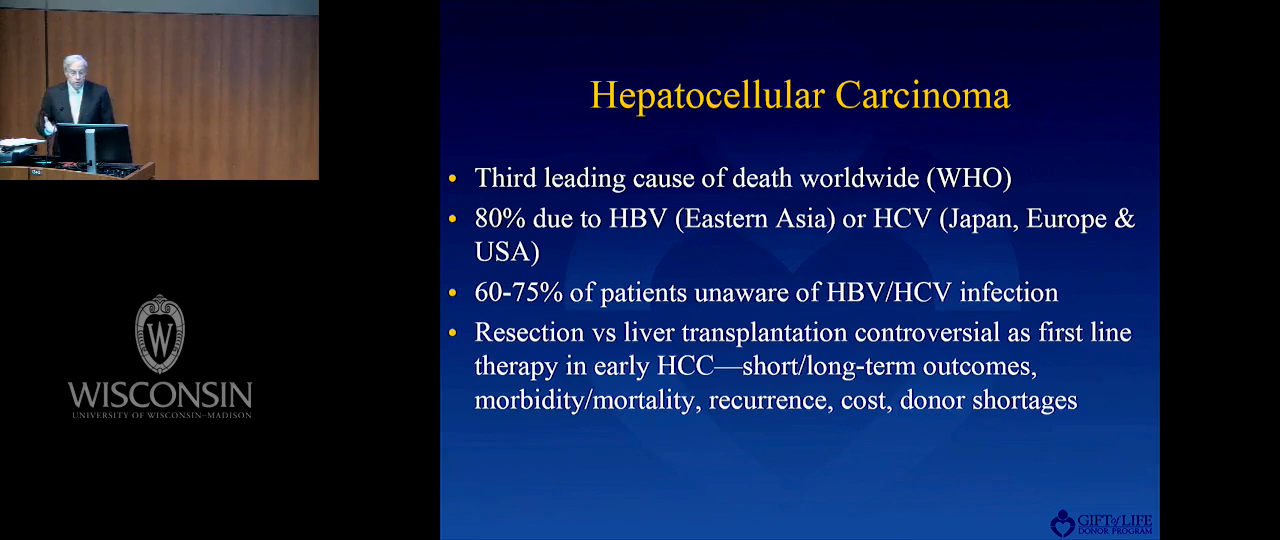 Hepatocellular Carcinoma
• Third leading cause of death worldwide (WHO)
• 80% due to HBV (Eastern Asia) or HCV (Japan, Europe &
USA)
• 60-75% of patients unaware of HBV/HCV infection
• Resection vs liver transplantation controversial as first line
therapy in early HCC—short/long-term outcomes,
morbidity/mortality, recurrence, cost, donor shortages
W
WISCONSIN
UNIVERSITY OF WISCONSIN–MADISON
GIFT of LIFE
DONOR PROGRAM